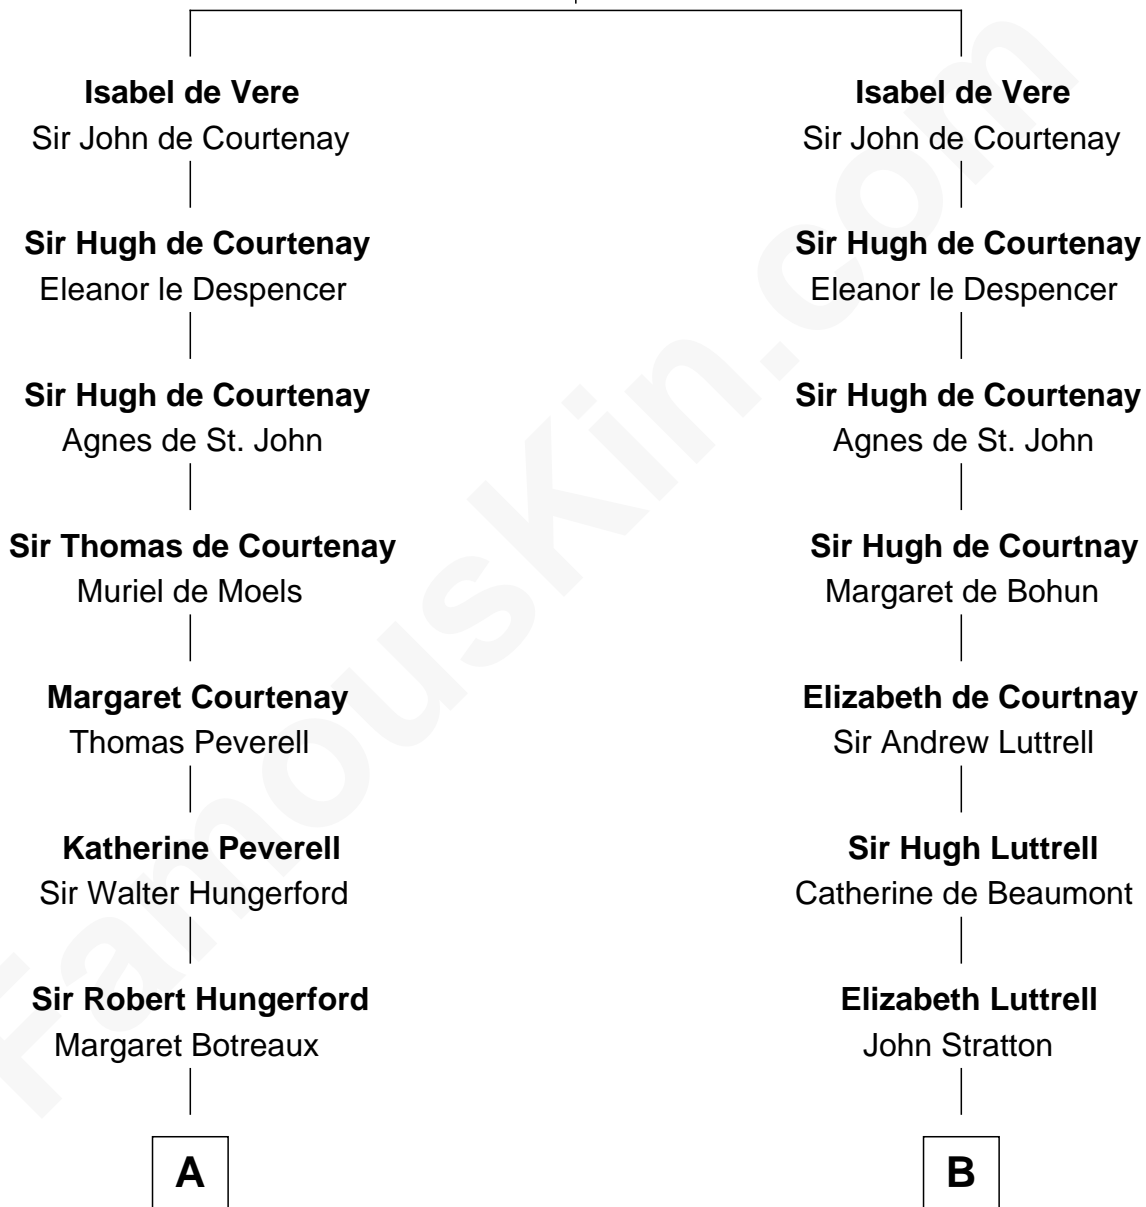 Isabel de Vere
Sir John de Courtenay
Sir Hugh de Courtenay
Eleanor le Despencer
Sir Hugh de Courtenay
Agnes de St. John
Sir Thomas de Courtenay
Muriel de Moels
Margaret Courtenay
Thomas Peverell
Katherine Peverell
Sir Walter Hungerford
Sir Robert Hungerford
Margaret Botreaux
A
Isabel de Vere
Sir John de Courtenay
Sir Hugh de Courtenay
Eleanor le Despencer
Sir Hugh de Courtenay
Agnes de St. John
Sir Hugh de Courtnay
Margaret de Bohun
Elizabeth de Courtnay
Sir Andrew Luttrell
Sir Hugh Luttrell
Catherine de Beaumont
Elizabeth Luttrell
John Stratton
B
FamousKin.com